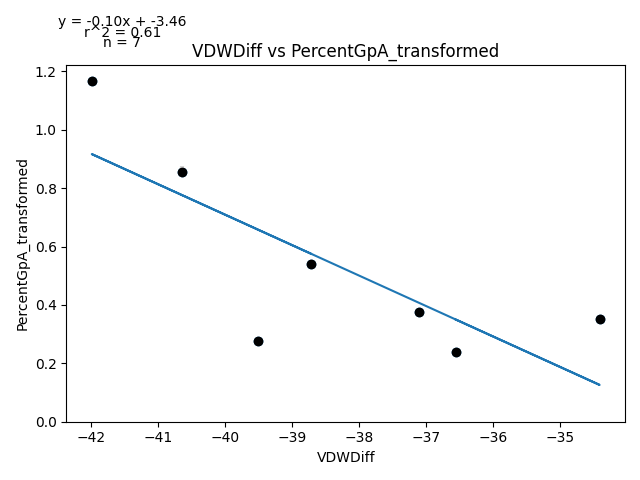 y = -0.10x + -3.46
r^2 = 0.61
n = 7
VDWDiff vs PercentGpA_transformed
1.2
1.0
0.8
0.6
0.4
0.2
0.0
PercentGpA_transformed
−42 −41 −40 −39 −38 −37 −36 −35
VDWDiff